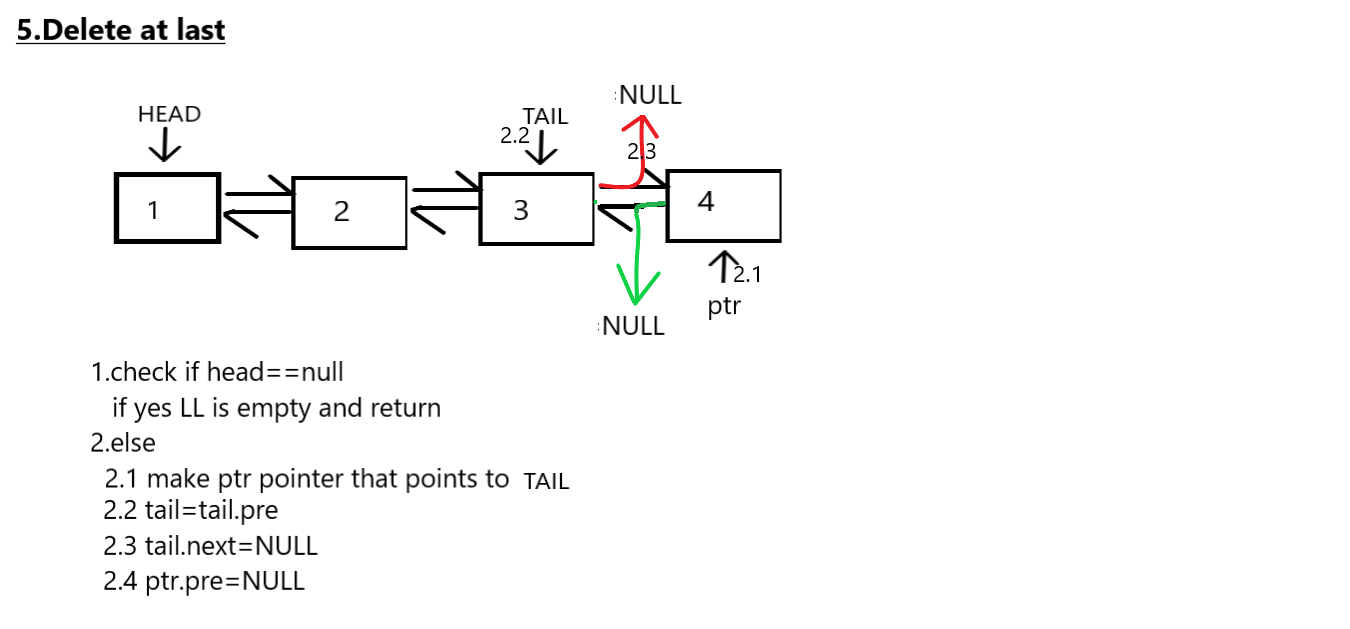 5.Delete at last
:NULL
HEAD
TAIL
2.2
2.3
1
2
3
4
2.1
ptr
:NULL
1.check if head==null
if yes LL is empty and return
2.else
2.1 make ptr pointer that points to TAIL
2.2 tail=tail.pre
2.3 tail.next=NULL
2.4 ptr.pre=NULL